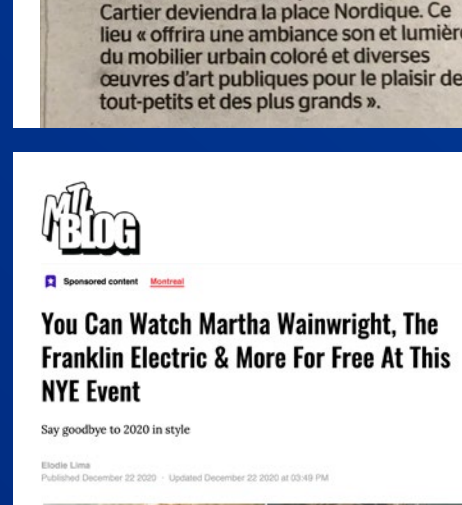 Cartier deviendra la place Nordique. Ce
lieu « offrira une ambiance son et lumière
du mobilier urbain coloré et diverses
œuvres d'art publiques pour le plaisir de
tout-petits et des plus grands ».
MTL
BLOG
Sponsored content Montreal
You Can Watch Martha Wainwright, The
Franklin Electric & More For Free At This
NYE Event
Say goodbye to 2020 in style
Elodie Lima
Published December 22 2020 · Updated December 22 2020 at 03:49 PM